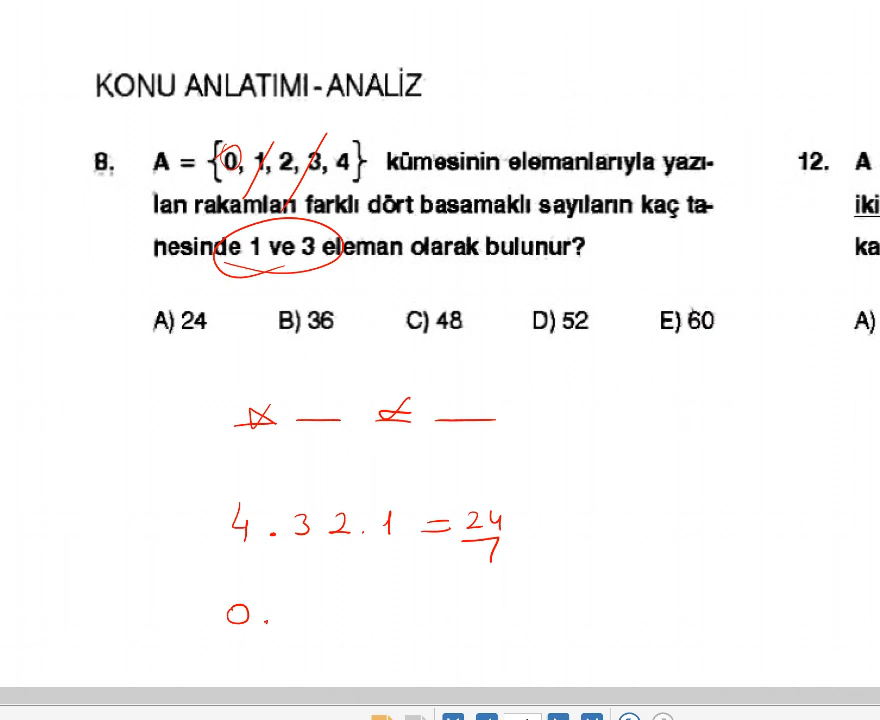 KONU ANLATIMI - ANALİZ
8. A = {0, 1, 2, 3, 4} kümesinin elemanlarıyla yazı-
lan rakamları farklı dört basamaklı sayıların kaç ta-
nesinde 1 ve 3 eleman olarak bulunur?
A) 24 B) 36 C) 48 D) 52 E) 60
12. A
iki
ka
A)
4 . 3 2 . 1 = 24
0 .